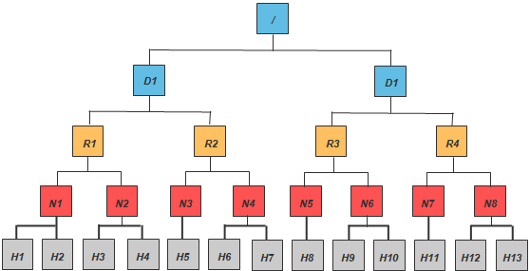 /
D1 D1
R1 R2 R3 R4
N1 N2 N3 N4 N5 N6 N7 N8
H1 H2 H3 H4 H5 H6 H7 H8 H9 H10 H11 H12 H13